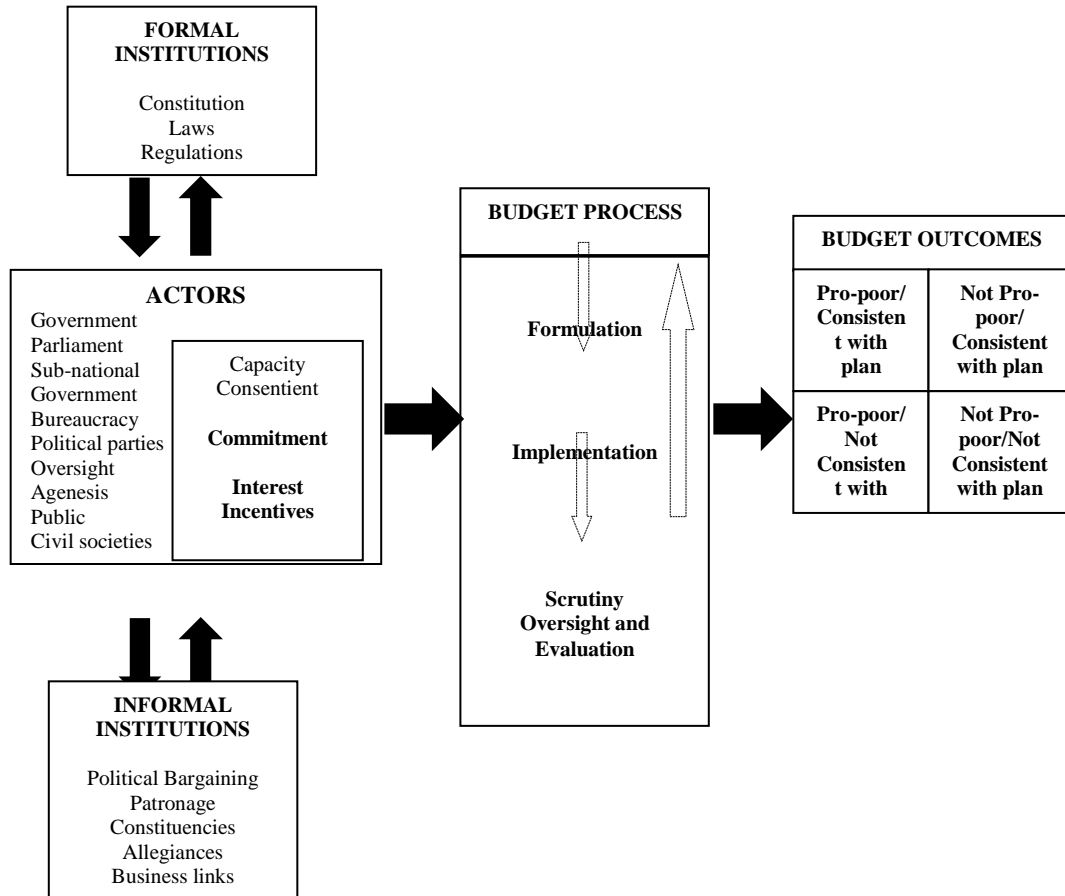 FORMAL
INSTITUTIONS
Constitution
Laws
Regulations
ACTORS
Government
Parliament
Sub-national
Government
Bureaucracy
Political parties
Oversight
Agenesis
Public
Civil societies
Capacity
Consentient
Commitment
Interest
Incentives
INFORMAL
INSTITUTIONS
Political Bargaining
Patronage
Constituencies
Allegiances
Business links
BUDGET PROCESS
Formulation
Implementation
Scrutiny
Oversight and
Evaluation
BUDGET OUTCOMES
Pro-poor/
Consisten
t with
plan
Not Pro-
poor/
Consistent
with plan
Pro-poor/
Not
Consisten
t with
Not Pro-
poor/Not
Consistent
with plan